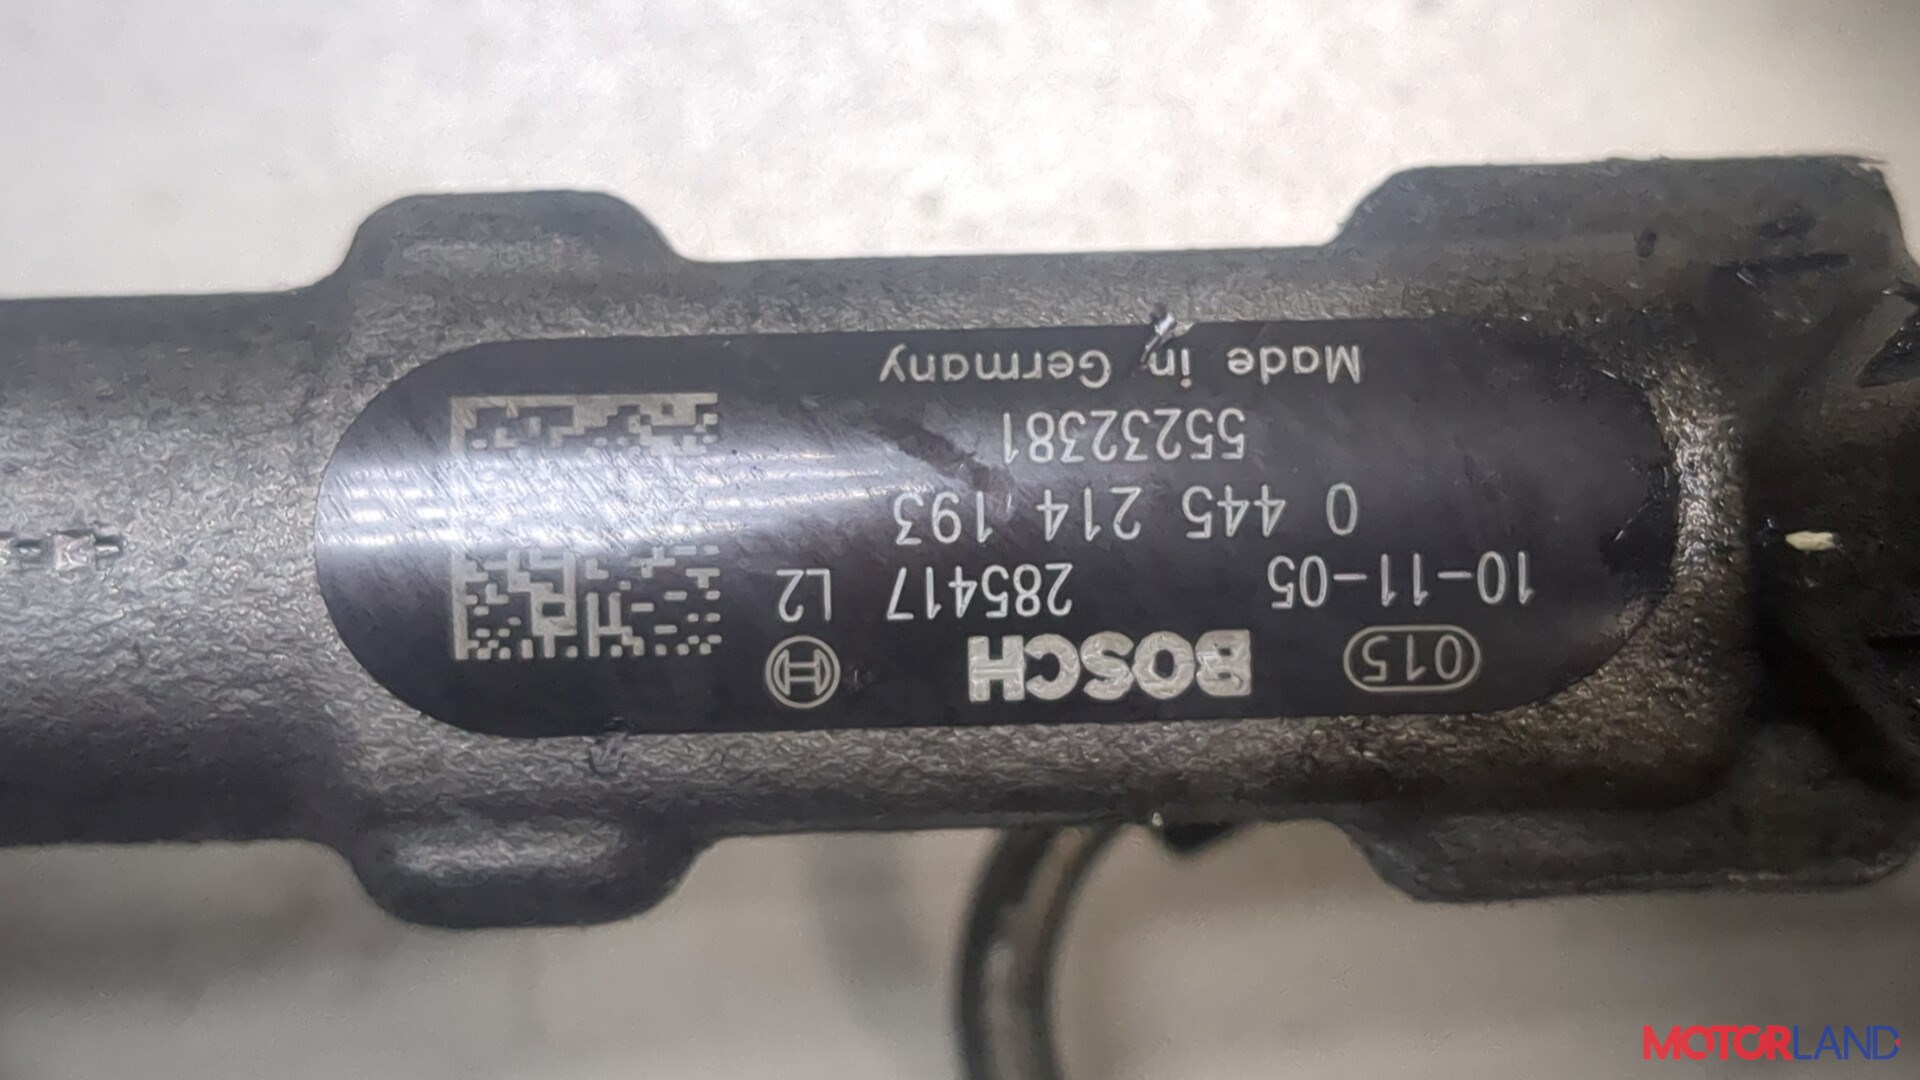 015 BOSCH
10-11-05 285417 L2
0 445 214 193
55232381
Made in Germany
MOTORLAND